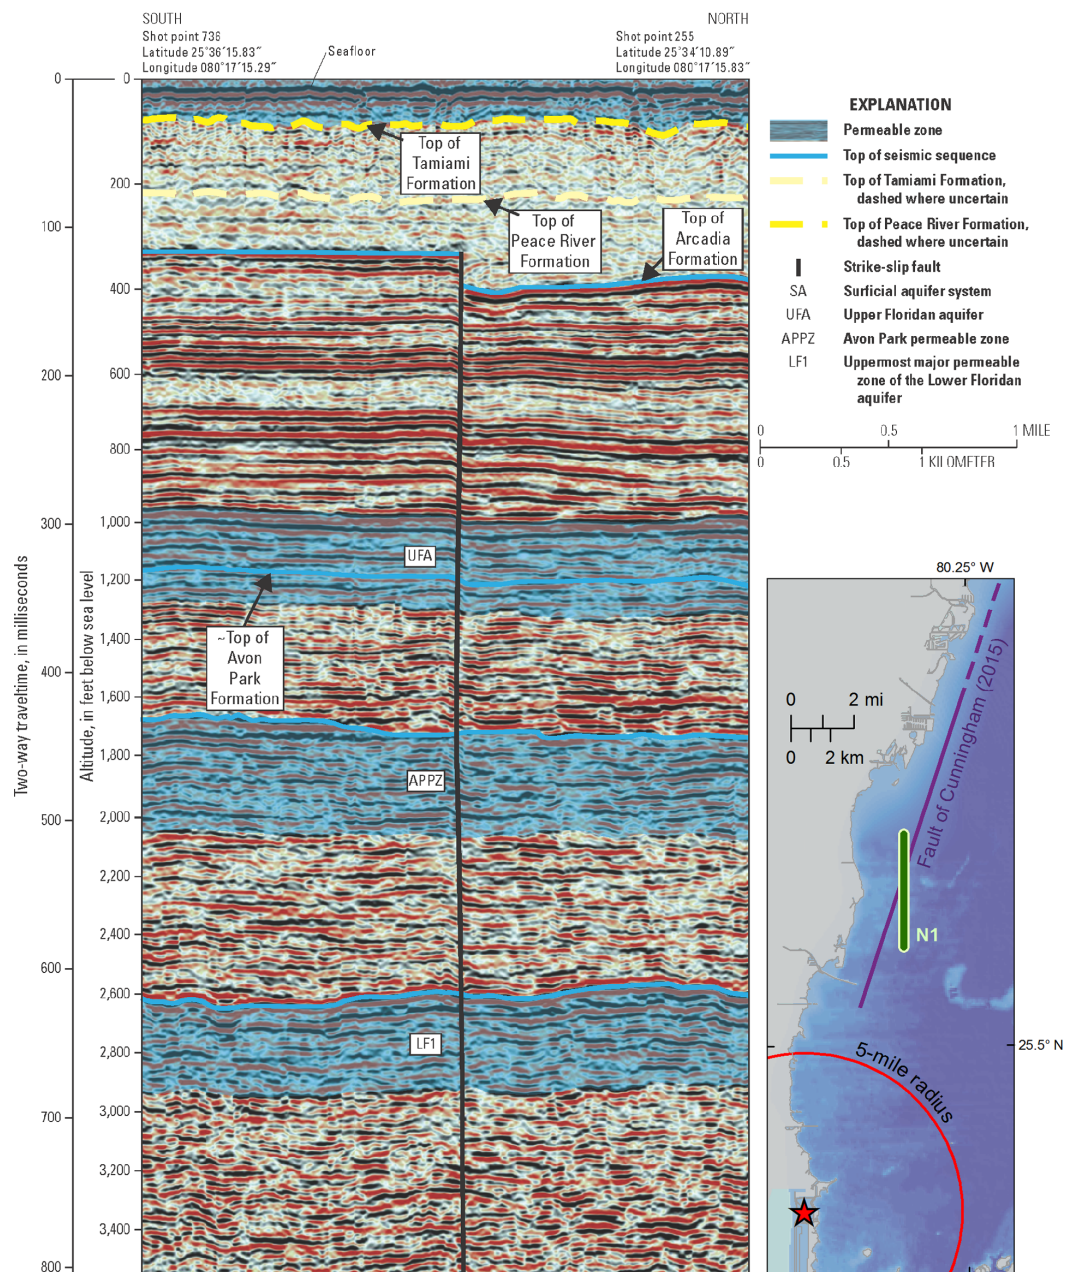 SOUTH
Shot point 736
Latitude 25°36´15.83˝
Longitude 080°17´15.29˝
Seafloor
NORTH
Shot point 255
Latitude 25°34´10.89˝
Longitude 080°17´15.83˝
Two-way traveltime, in milliseconds
0
100
200
300
400
500
600
700
800
Altitude, in feet below sea level
0
200
400
600
800
1,000
1,200
1,400
1,600
1,800
2,000
2,200
2,400
2,600
2,800
3,000
3,200
3,400
Top of
Tamiami
Formation
Top of
Peace River
Formation
Top of
Arcadia
Formation
UFA
~Top of
Avon
Park
Formation
APPZ
LF1
EXPLANATION
Permeable zone
Top of seismic sequence
Top of Tamiami Formation,
dashed where uncertain
Top of Peace River Formation,
dashed where uncertain
Strike-slip fault
SA Surficial aquifer system
UFA Upper Floridan aquifer
APPZ Avon Park permeable zone
LF1 Uppermost major permeable
zone of the Lower Floridan
aquifer
0 0.5 1 MILE
0 0.5 1 KILOMETER
80.25° W
0 2 mi
0 2 km
Fault of Cunningham (2015)
N1
25.5° N
5-mile radius